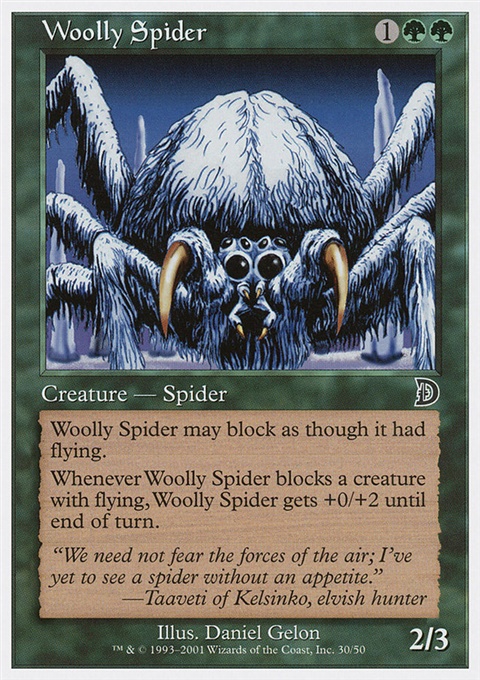 Woolly Spider 1
Creature — Spider
Woolly Spider may block as though it had
flying.
Whenever Woolly Spider blocks a creature
with flying, Woolly Spider gets +0/+2 until
end of turn.
“We need not fear the forces of the air; I’ve
yet to see a spider without an appetite.”
—Taaveti of Kelsinko, elvish hunter
Illus. Daniel Gelon
2/3
™ & © 1993–2001 Wizards of the Coast, Inc. 30/50